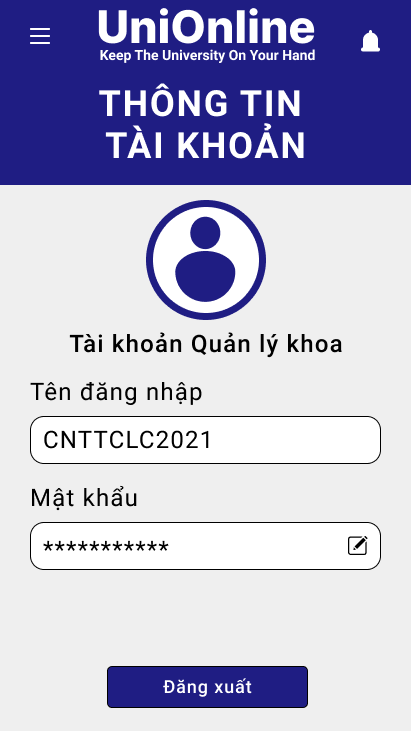 UniOnline
Keep The University On Your Hand
THÔNG TIN
TÀI KHOẢN
Tài khoản Quản lý khoa
Tên đăng nhập
CNTTCLC2021
Mật khẩu
***********
Đăng xuất